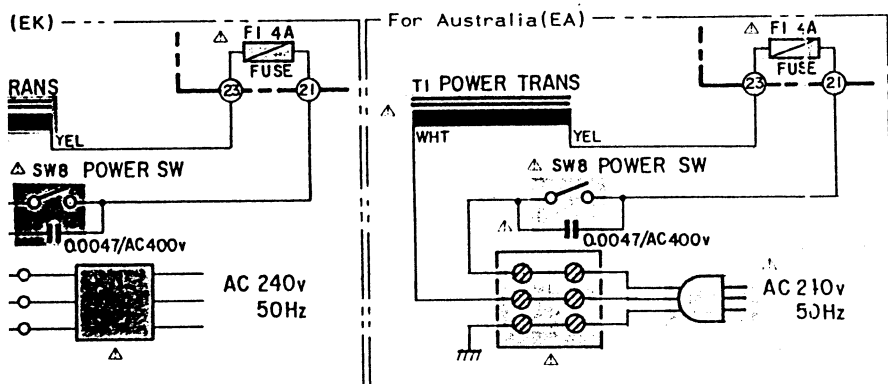 (EK)
⚠ F1 4A
FUSE
23
21
RANS
YEL
⚠ SW8 POWER SW
0.0047/AC400v
AC 240v
50Hz
⚠
For Australia(EA)
⚠ F1 4A
FUSE
23
21
T1 POWER TRANS
⚠
WHT
YEL
⚠ SW8 POWER SW
⚠
0.0047/AC400v
⚠
AC
50Hz
⚠